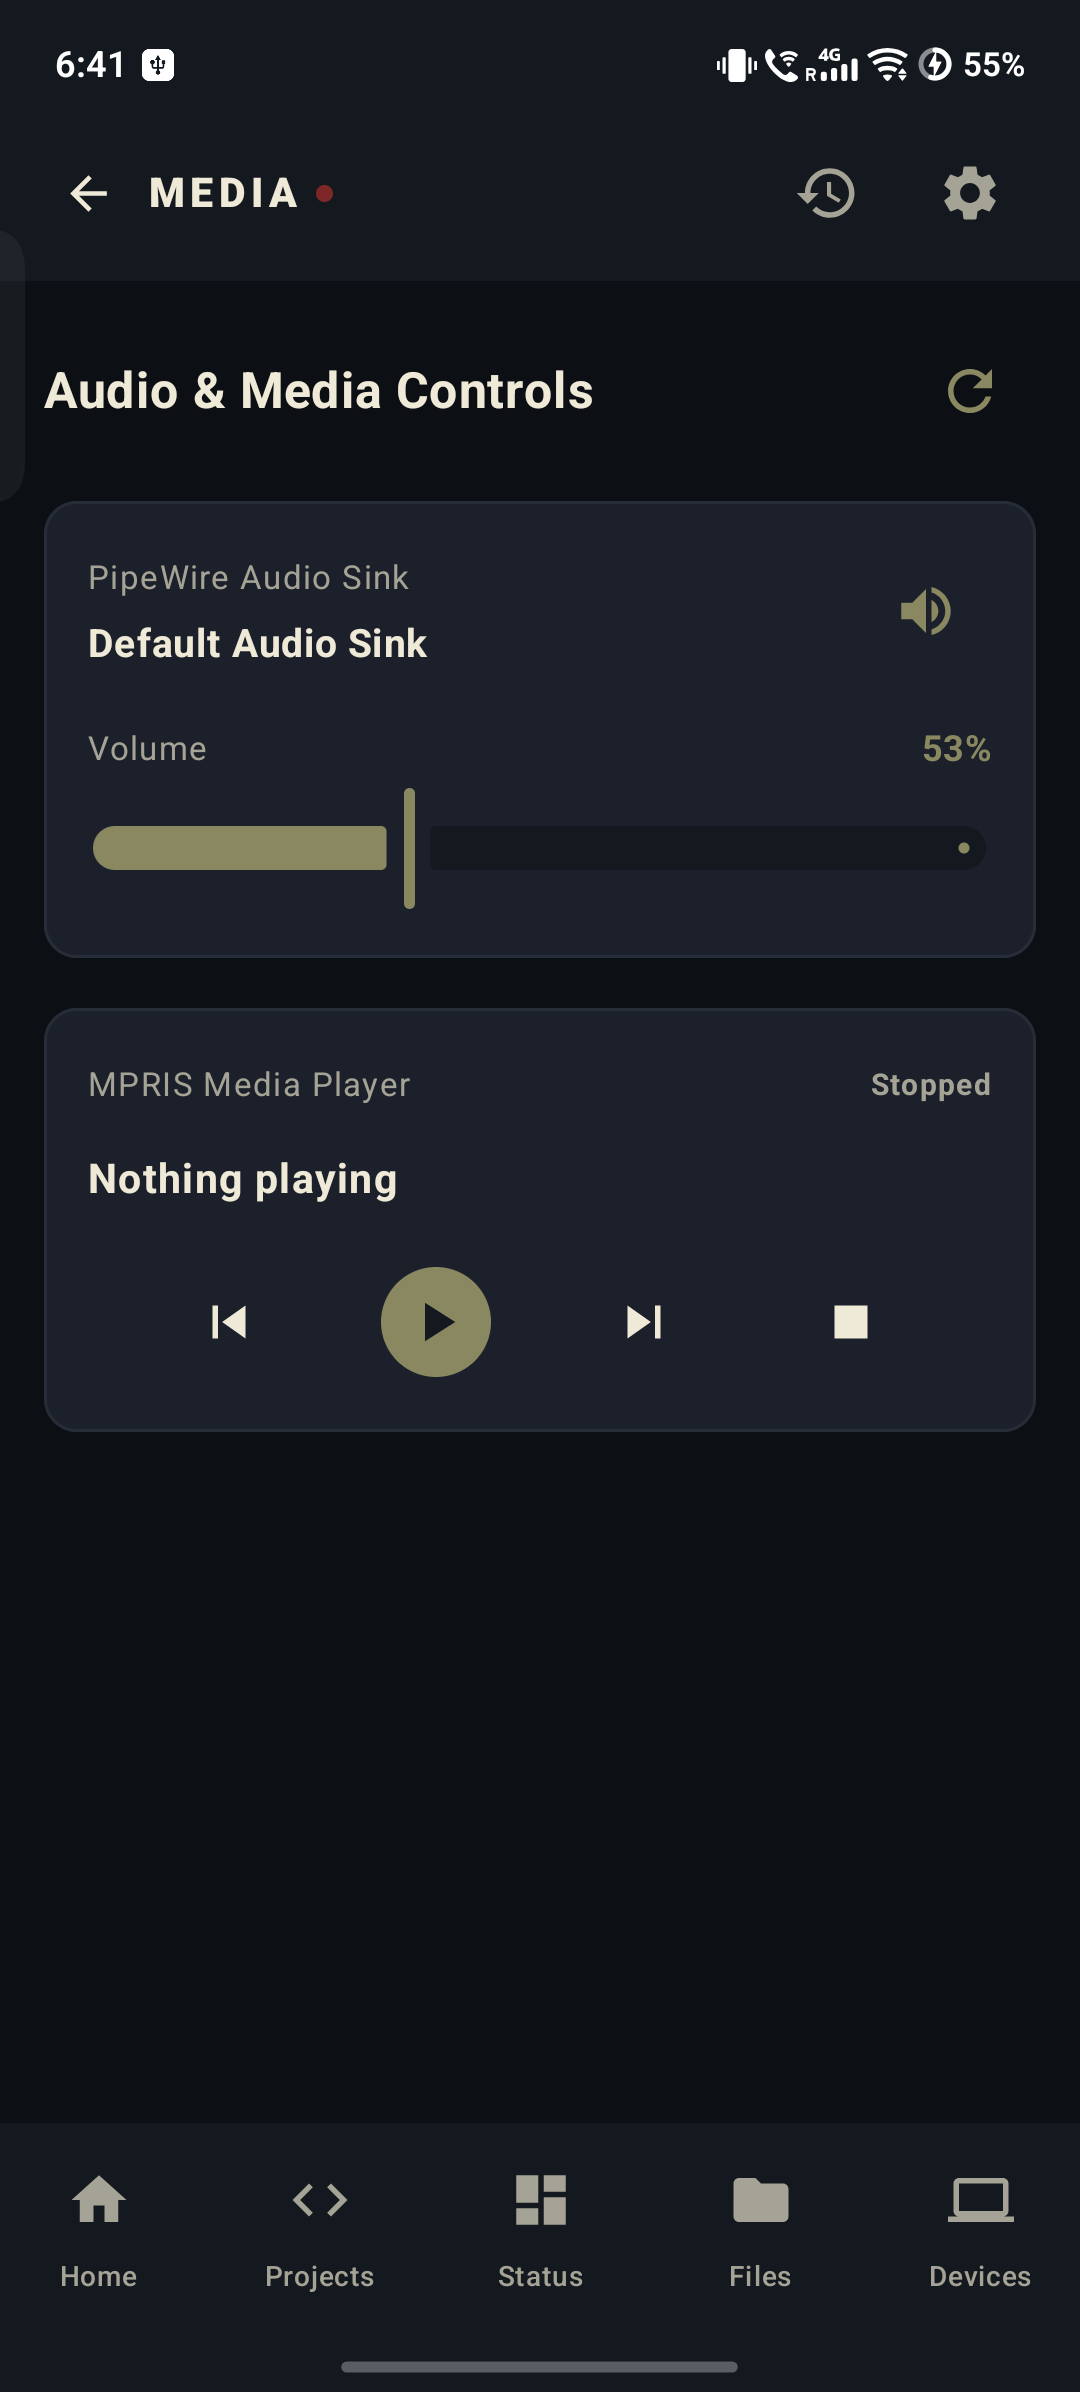 6:41
4G
R
55%
MEDIA
Audio & Media Controls
PipeWire Audio Sink
Default Audio Sink
Volume
53%
MPRIS Media Player
Stopped
Nothing playing
Home
Projects
Status
Files
Devices